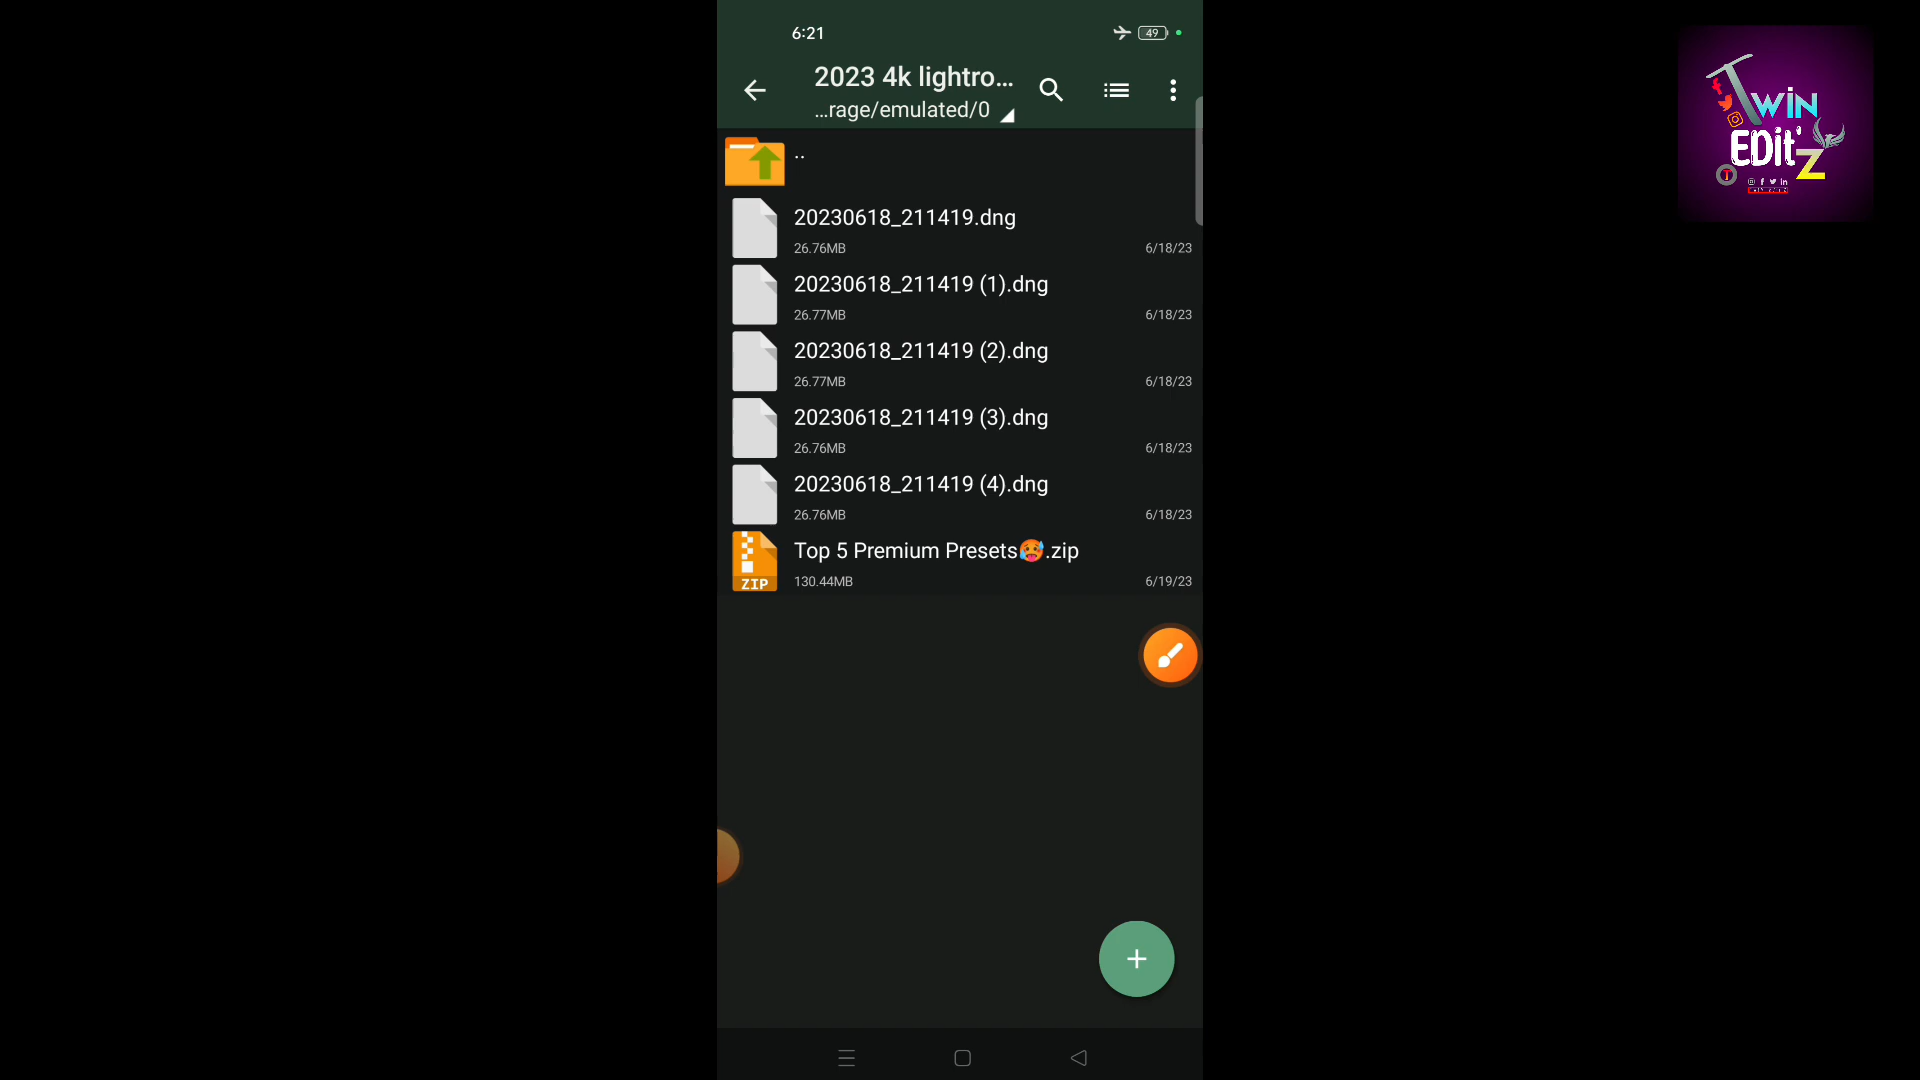 6:21
49
2023 4k lightro...
...rage/emulated/0
..
20230618_211419.dng
26.76MB
6/18/23
20230618_211419 (1).dng
26.77MB
6/18/23
20230618_211419 (2).dng
26.77MB
6/18/23
20230618_211419 (3).dng
26.76MB
6/18/23
20230618_211419 (4).dng
26.76MB
6/18/23
Top 5 Premium Presets🥵.zip
ZIP
130.44MB
6/19/23
TWiN
EDit'Z
T